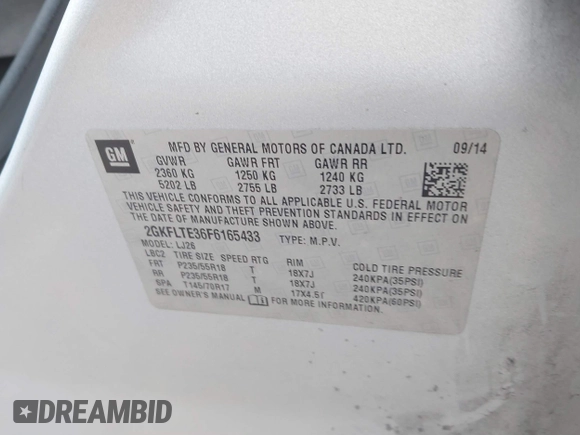 GM
MFD BY GENERAL MOTORS OF CANADA LTD. 09/14
GVWR GAWR FRT GAWR RR
2360 KG 1250 KG 1240 KG
5202 LB 2755 LB 2733 LB
THIS VEHICLE CONFORMS TO ALL APPLICABLE U.S. FEDERAL MOTOR
VEHICLE SAFETY AND THEFT PREVENTION STANDARDS IN EFFECT ON
THE DATE OF MANUFACTURE SHOWN ABOVE.
2GKFLTE36F6165433 TYPE: M.P.V.
MODEL: LJ26
LBC2 TIRE SIZE SPEED RTG RIM COLD TIRE PRESSURE
FRT P235/55R18 T 18X7J 240KPA(35PSI)
RR P235/55R18 T 18X7J 240KPA(35PSI)
SPA T145/70R17 M 17X4.5T 420KPA(60PSI)
SEE OWNER'S MANUAL FOR MORE INFORMATION.
DREAMBID